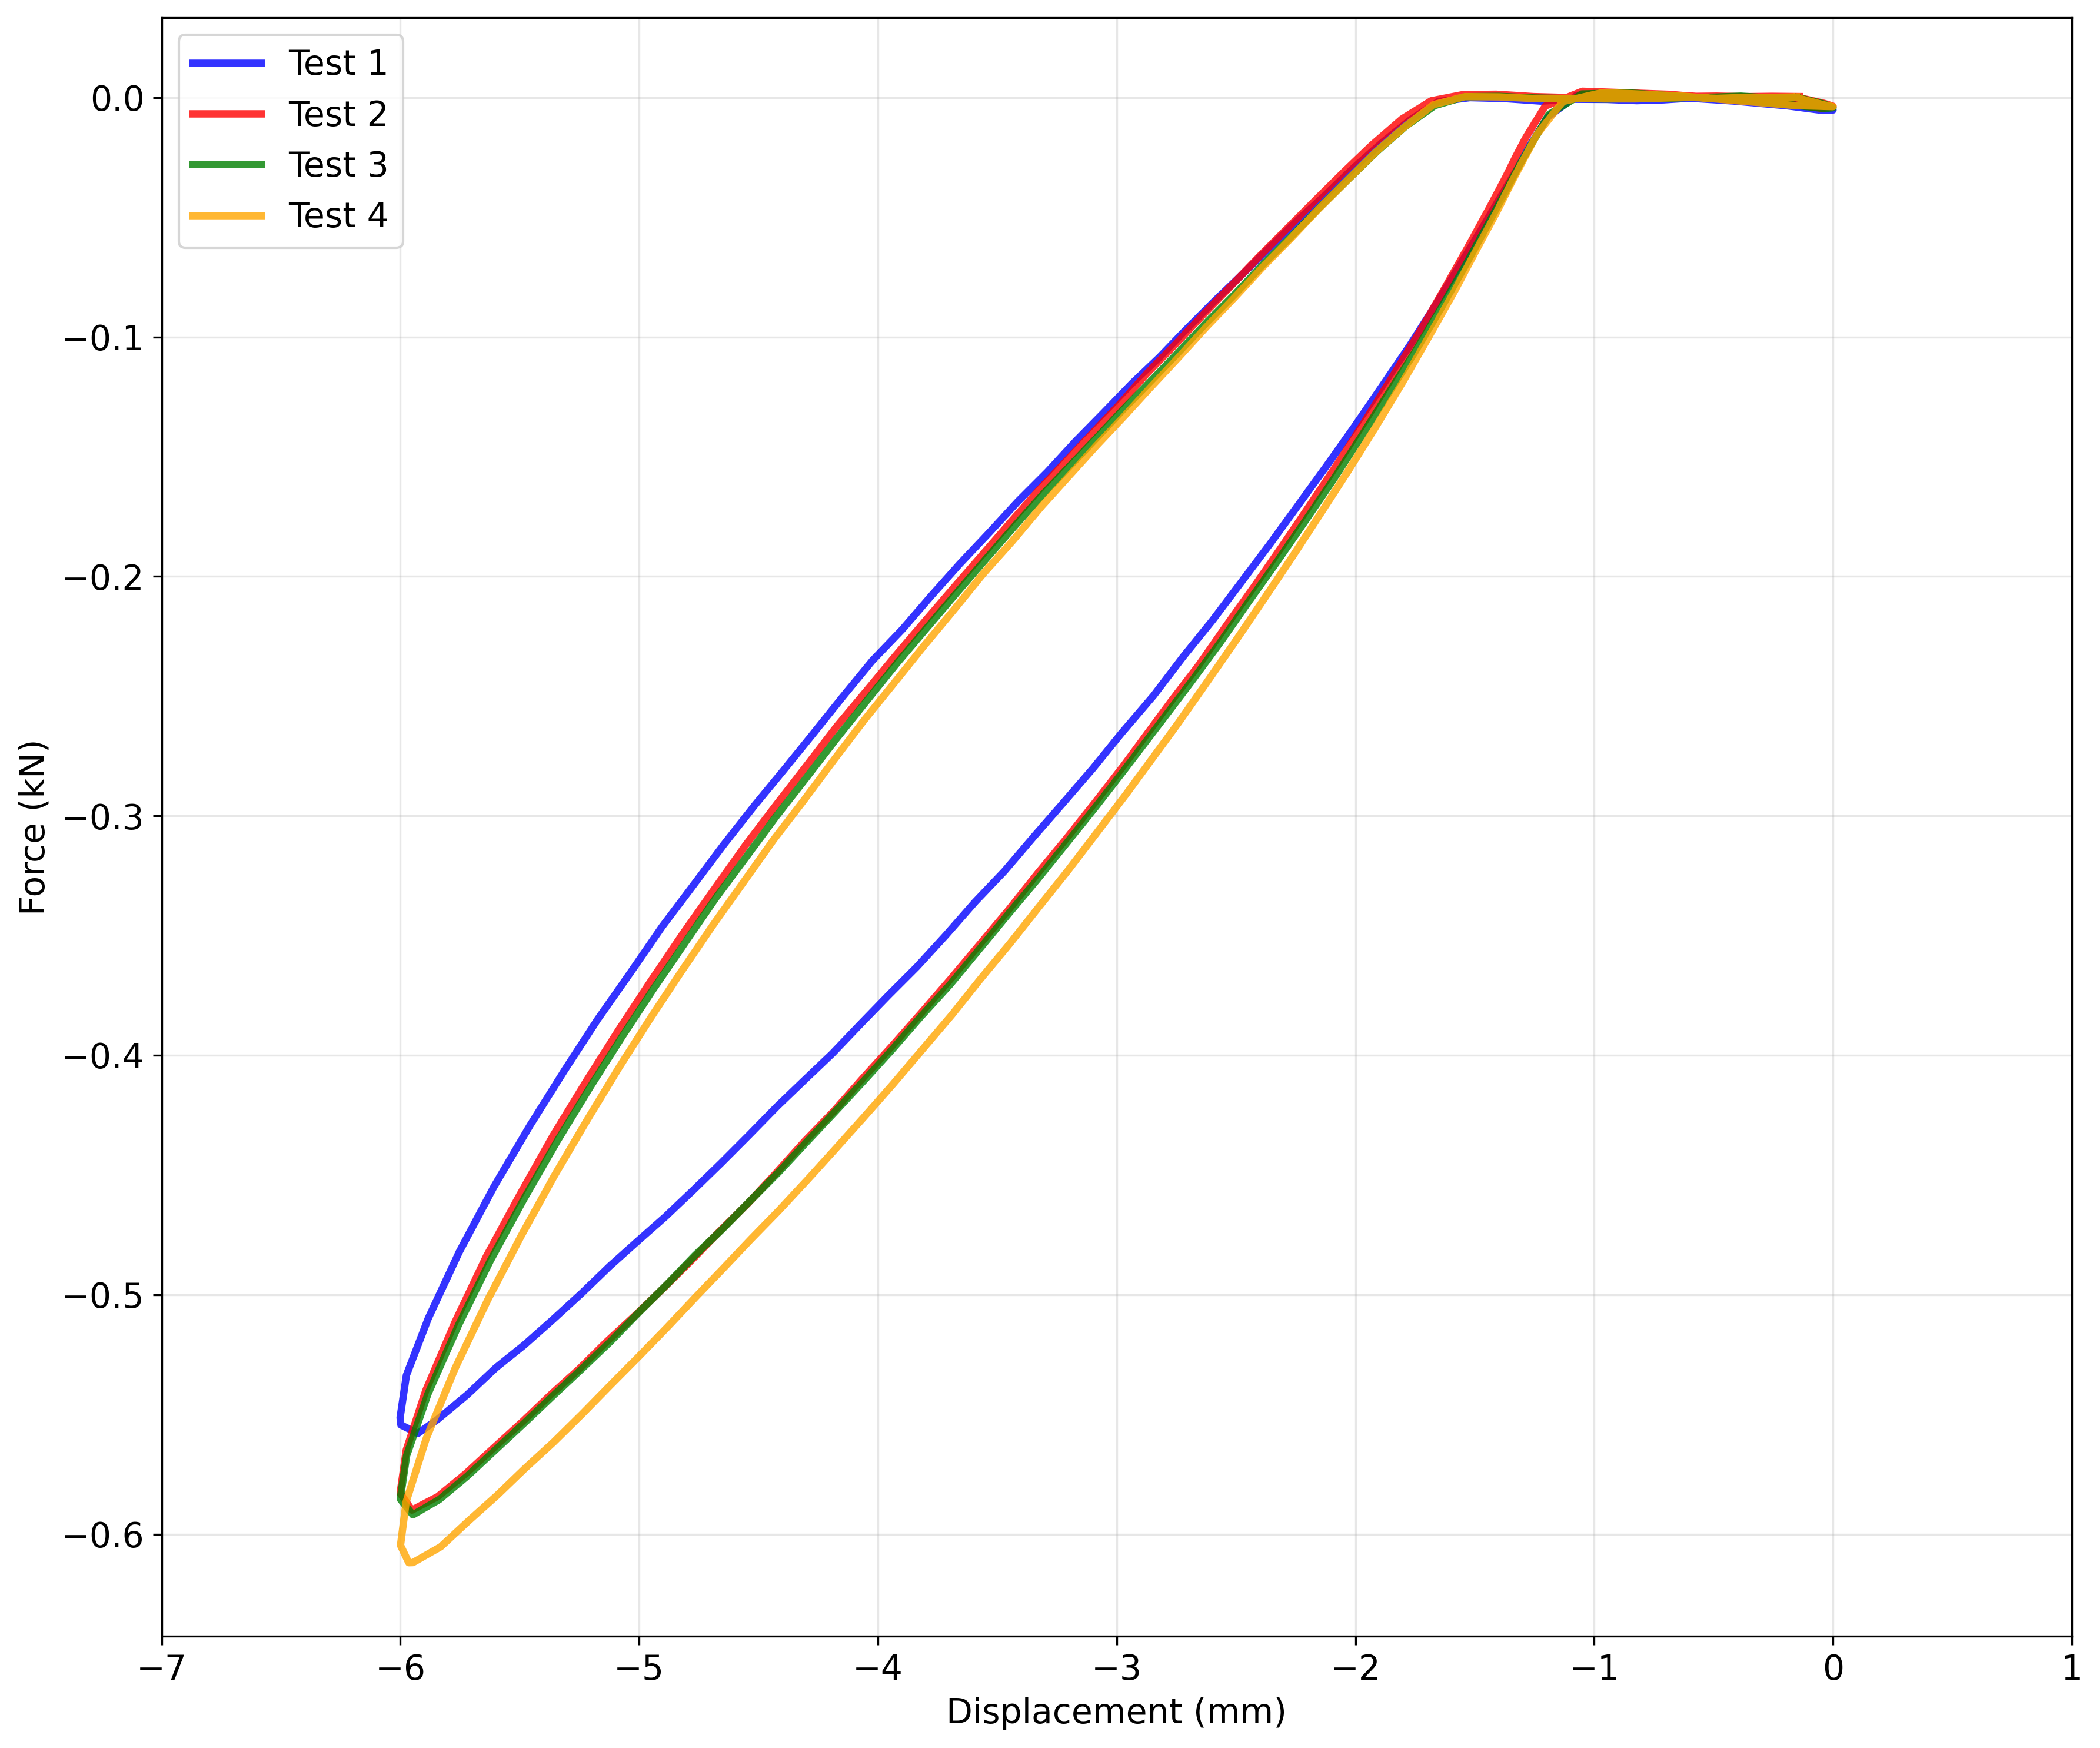 Test 1
Test 2
Test 3
Test 4
0.0
−0.1
−0.2
−0.3
−0.4
−0.5
−0.6
Force (kN)
−7 −6 −5 −4 −3 −2 −1 0 1
Displacement (mm)